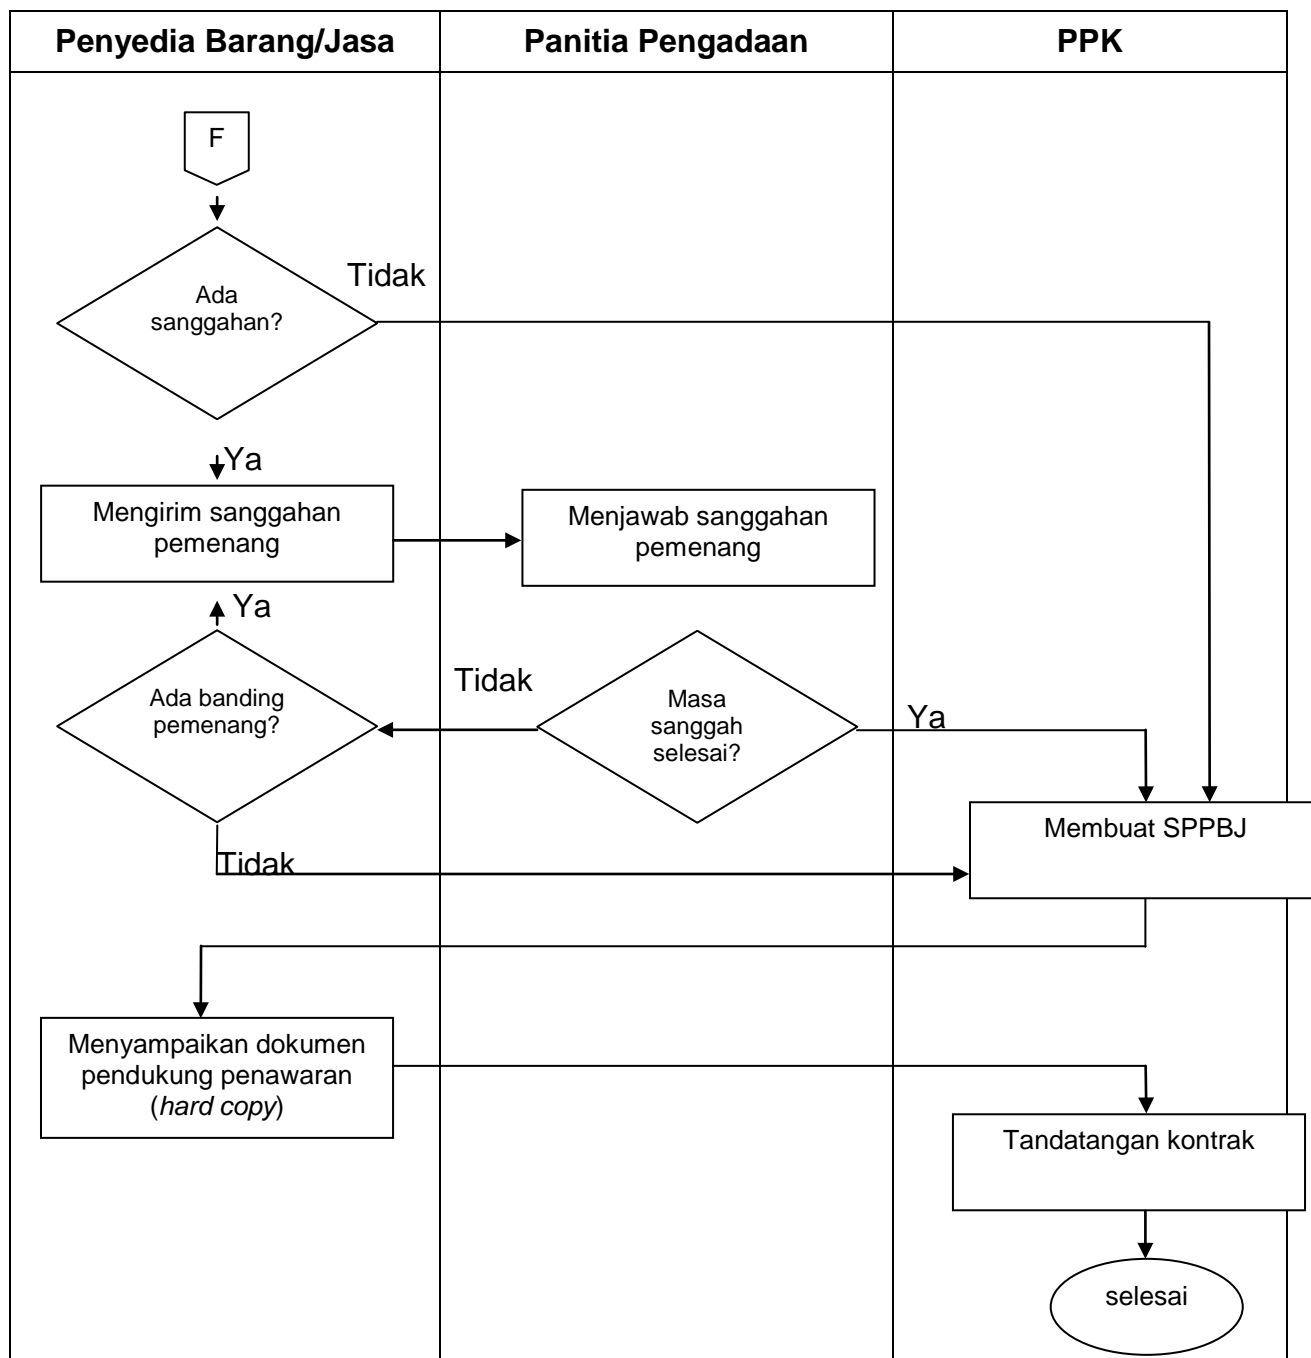 Penyedia Barang/Jasa
Panitia Pengadaan
PPK
F
Tidak
Ada
sanggahan?
Ya
Mengirim sanggahan
pemenang
Menjawab sanggahan
pemenang
Ya
Ada banding
pemenang?
Tidak
Masa
sanggah
selesai?
Ya
Membuat SPPBJ
Tidak
Menyampaikan dokumen
pendukung penawaran
(hard copy)
Tandatangan kontrak
selesai